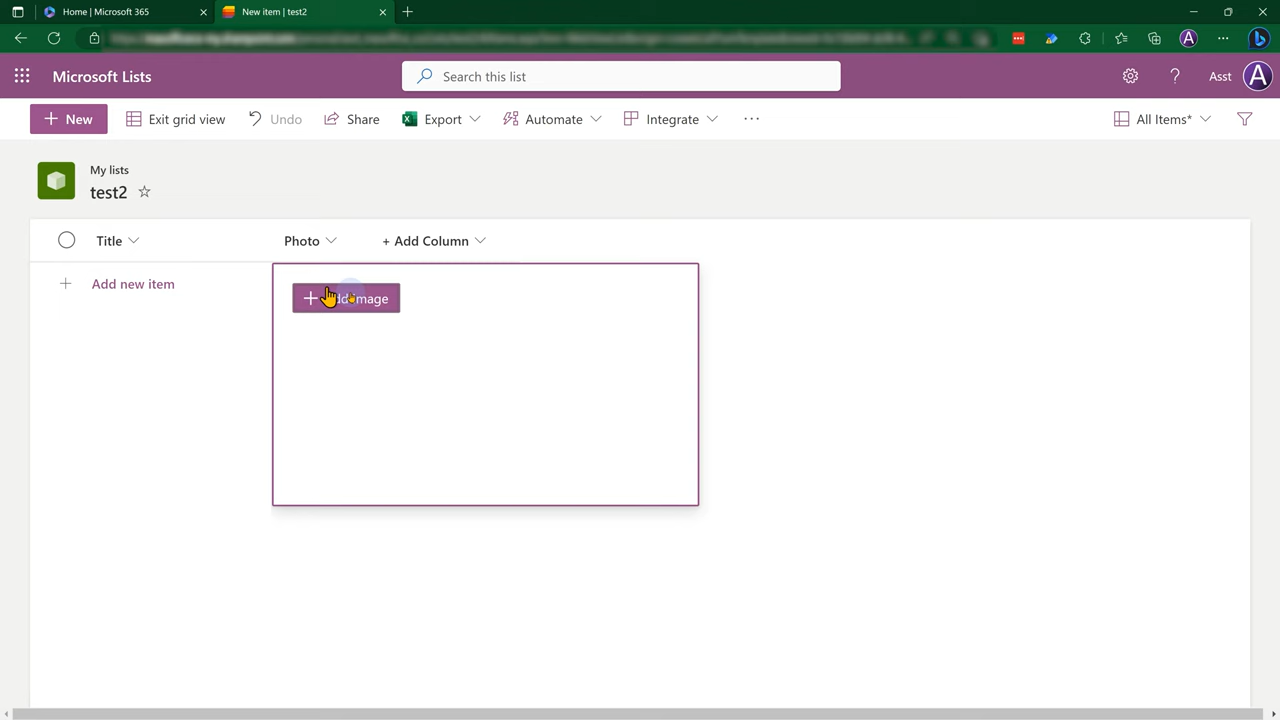 Home | Microsoft 365
New item | test2
Microsoft Lists
Search this list
Asst
A
New
Exit grid view
Undo
Share
Export
Automate
Integrate
All Items*
My lists
test2
Title
Photo
+ Add Column
Add new item
image